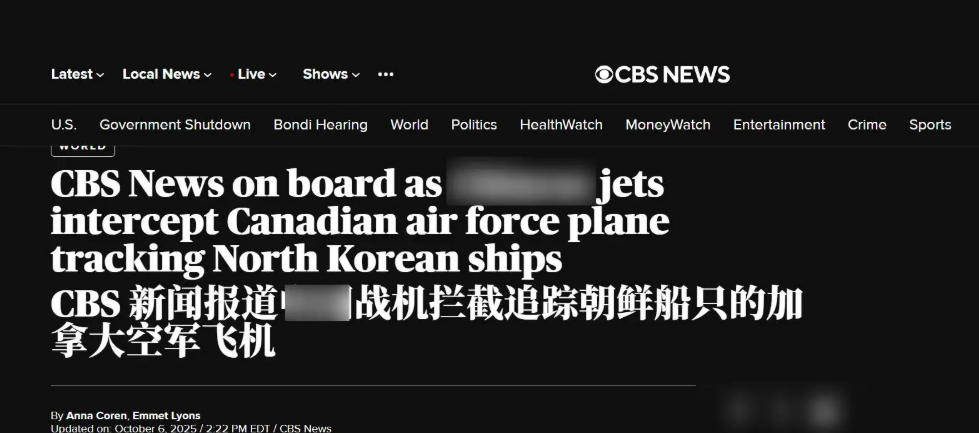 Latest Local News Live Shows ...
CBS NEWS
U.S. Government Shutdown Bondi Hearing World Politics HealthWatch MoneyWatch Entertainment Crime Sports
WORLD
CBS News on board as jets
intercept Canadian air force plane
tracking North Korean ships
CBS 新闻报道 战机拦截追踪朝鲜船只的加
拿大空军飞机
By Anna Coren, Emmet Lyons
Updated on: October 6, 2025 / 2:22 PM EDT / CBS News